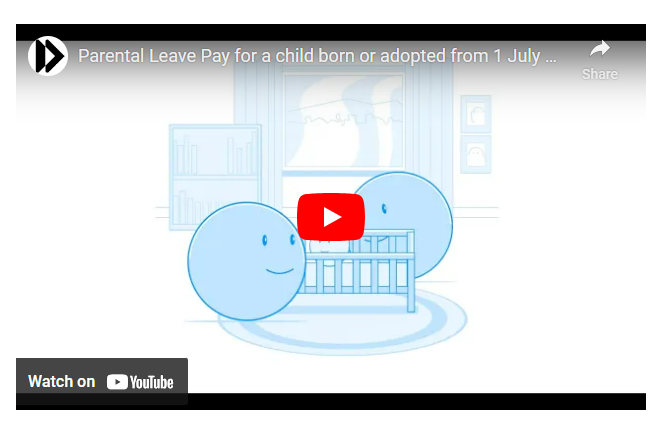 Parental Leave Pay for a child born or adopted from 1 July ...
Share
Watch on YouTube